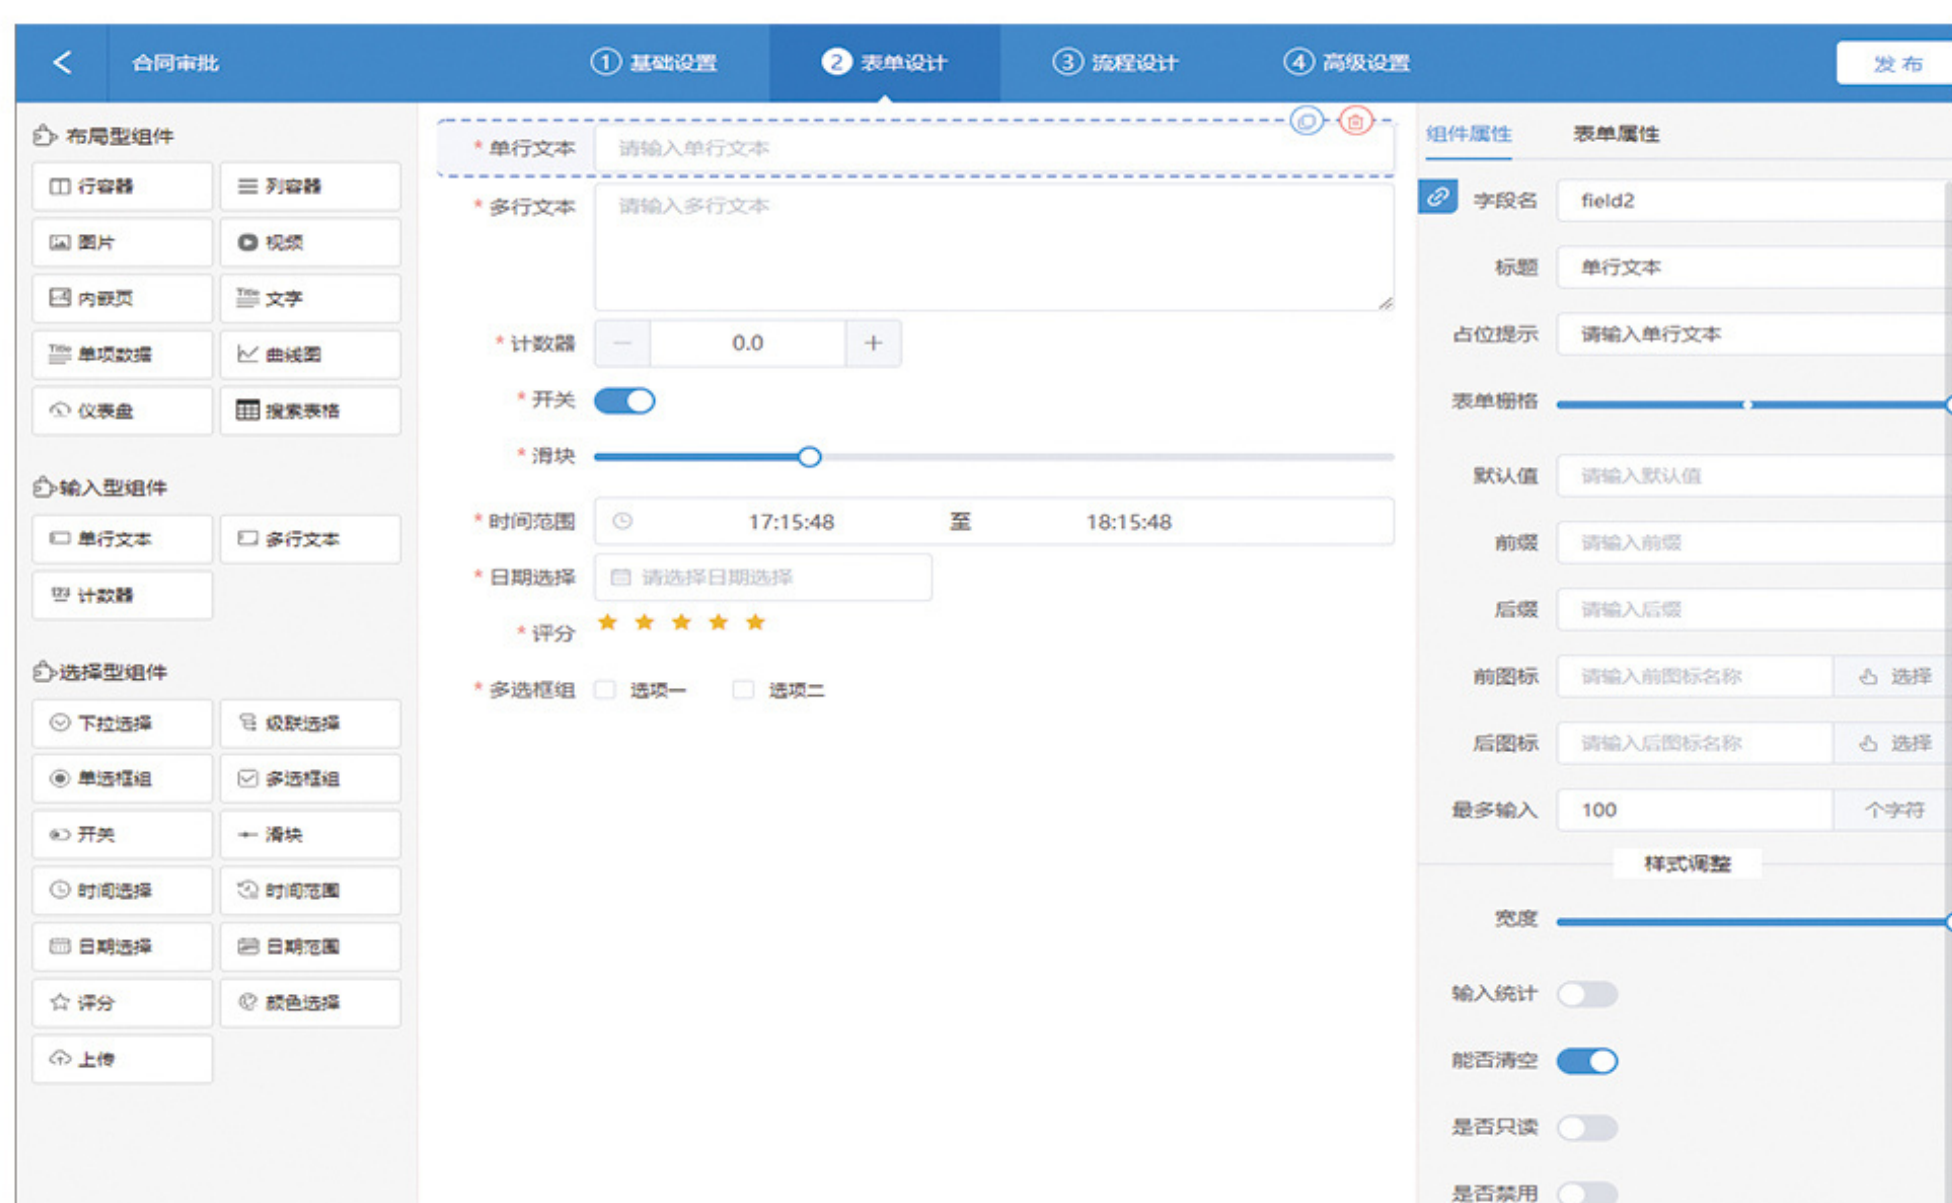 合同审批
1 基础设置
2 表单设计
3 流程设计
4 高级设置
发布
布局型组件
行容器
列容器
图片
视频
内嵌页
Title 文字
Title 单项数据
曲线图
仪表盘
搜索表格
输入型组件
单行文本
多行文本
123 计数器
选择型组件
下拉选择
级联选择
单选框组
多选框组
开关
滑块
时间选择
时间范围
日期选择
日期范围
评分
颜色选择
上传
* 单行文本 请输入单行文本
* 多行文本 请输入多行文本
* 计数器 — 0.0 +
* 开关
* 滑块
* 时间范围 17:15:48 至 18:15:48
* 日期选择 请选择日期选择
* 评分
* 多选框组 选项一 选项二
组件属性 表单属性
字段名 field2
标题 单行文本
占位提示 请输入单行文本
表单栅格
默认值 请输入默认值
前缀 请输入前缀
后缀 请输入后缀
前图标 请输入前图标名称 选择
后图标 请输入后图标名称 选择
最多输入 100 个字符
样式调整
宽度
输入统计
能否清空
是否只读
是否禁用